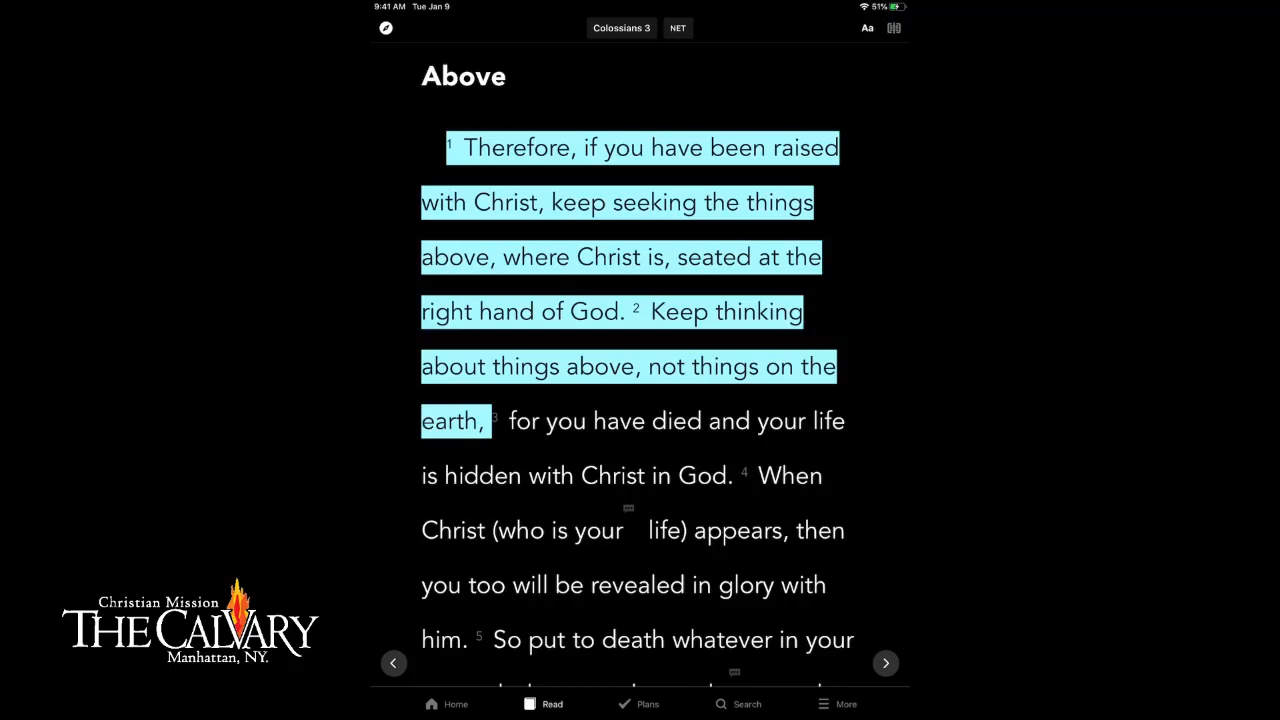 9:41 AM Tue Jan 9
51%
Colossians 3 NET
Aa
Above
1 Therefore, if you have been raised
with Christ, keep seeking the things
above, where Christ is, seated at the
right hand of God. 2 Keep thinking
about things above, not things on the
earth, 3 for you have died and your life
is hidden with Christ in God. 4 When
Christ (who is your life) appears, then
you too will be revealed in glory with
him. 5 So put to death whatever in your
Home Read Plans Search More
Christian Mission
THE CALVARY
Manhattan, NY.